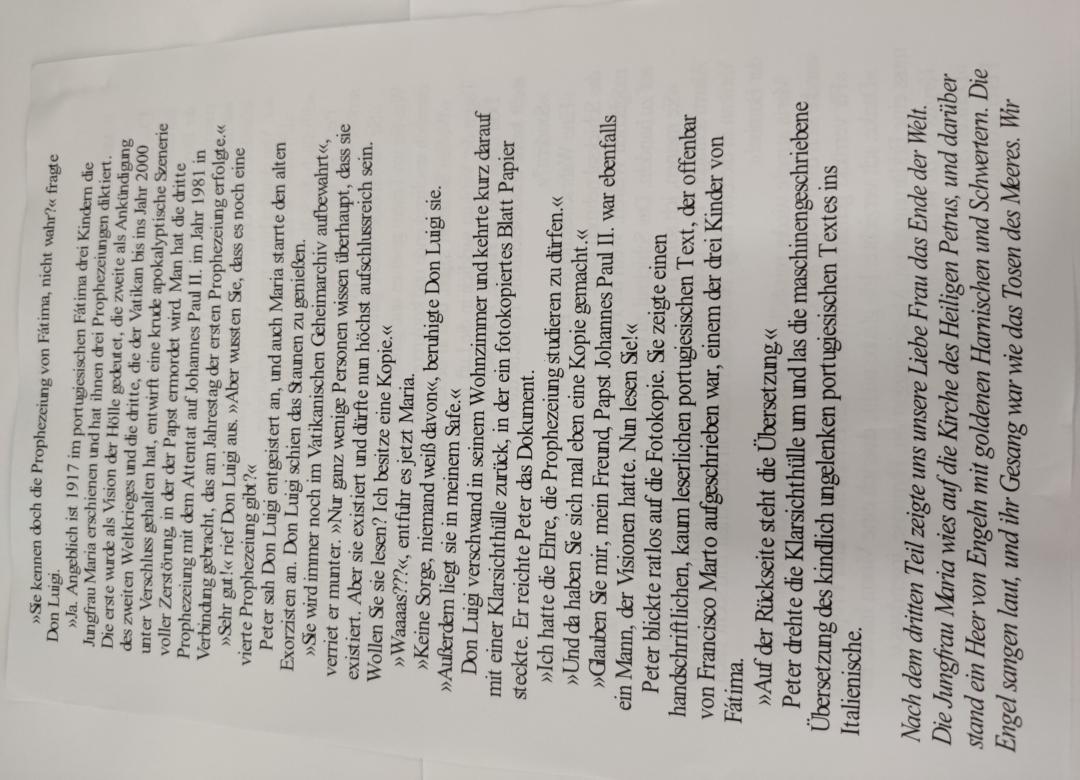 »Sie kennen doch die Prophezeiung von Fátima, nicht wahr?« fragte
Don Luigi.
»Ja. Angeblich ist 1917 im portugiesischen Fátima drei Kindern die
Jungfrau Maria erschienen und hat ihnen drei Prophezeiungen diktiert.
Die erste wurde als Vision der Hölle gedeutet, die zweite als Ankündigung
des zweiten Weltkrieges und die dritte, die der Vatikan bis ins Jahr 2000
unter Verschluss gehalten hat, entwirft eine krude apokalyptische Szenerie
voller Zerstörung, in der der Papst ermordet wird. Man hat die dritte
Prophezeiung mit dem Attentat auf Johannes Paul II. im Jahr 1981 in
Verbindung gebracht, das am Jahrestag der ersten Prophezeiung erfolgte.«
»Sehr gut!« rief Don Luigi aus. »Aber wussten Sie, dass es noch eine
vierte Prophezeiung gibt?«
Peter sah Don Luigi entgeistert an, und auch Maria starrte den alten
Exorzisten an. Don Luigi schien das Staunen zu genießen.
»Sie wird immer noch im Vatikanischen Geheimarchiv aufbewahrt«,
verriet er munter. »Nur ganz wenige Personen wissen überhaupt, dass sie
existiert. Aber sie existiert und dürfte nun höchst aufschlussreich sein.
Wollen Sie sie lesen? Ich besitze eine Kopie.«
»Waaaas???«, entfuhr es jetzt Maria.
»Keine Sorge, niemand weiß davon«, beruhigte Don Luigi sie.
»Außerdem liegt sie in meinem Safe.«
Don Luigi verschwand in seinem Wohnzimmer und kehrte kurz darauf
mit einer Klarsichthülle zurück, in der ein fotokopiertes Blatt Papier
steckte. Er reichte Peter das Dokument.
»Ich hatte die Ehre, die Prophezeiung studieren zu dürfen.«
»Und da haben Sie sich mal eben eine Kopie gemacht.«
»Glauben Sie mir, mein Freund, Papst Johannes Paul II. war ebenfalls
ein Mann, der Visionen hatte. Nun lesen Sie!«
Peter blickte ratlos auf die Fotokopie. Sie zeigte einen
handschriftlichen, kaum leserlichen portugiesischen Text, der offenbar
von Francisco Marto aufgeschrieben war, einem der drei Kinder von
Fátima.
»Auf der Rückseite steht die Übersetzung.«
Peter drehte die Klarsichthülle um und las die maschinengeschriebene
Übersetzung des kindlich ungelenken portugiesischen Textes ins
Italienische.
Nach dem dritten Teil zeigte uns unsere Liebe Frau das Ende der Welt.
Die Jungfrau Maria wies auf die Kirche des Heiligen Petrus, und darüber
stand ein Heer von Engeln mit goldenen Harnischen und Schwertern. Die
Engel sangen laut, und ihr Gesang war wie das Tosen des Meeres. Wir